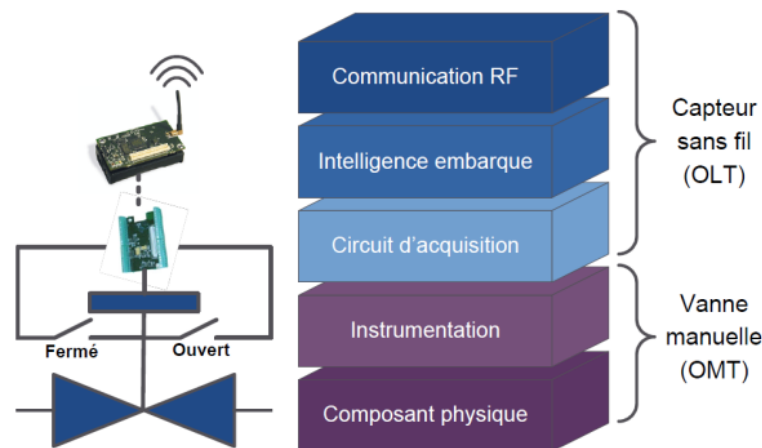 Communication RF
Intelligence embarque
Circuit d'acquisition
Instrumentation
Composant physique
Capteur
sans fil
(OLT)
Vanne
manuelle
(OMT)
Fermé
Ouvert